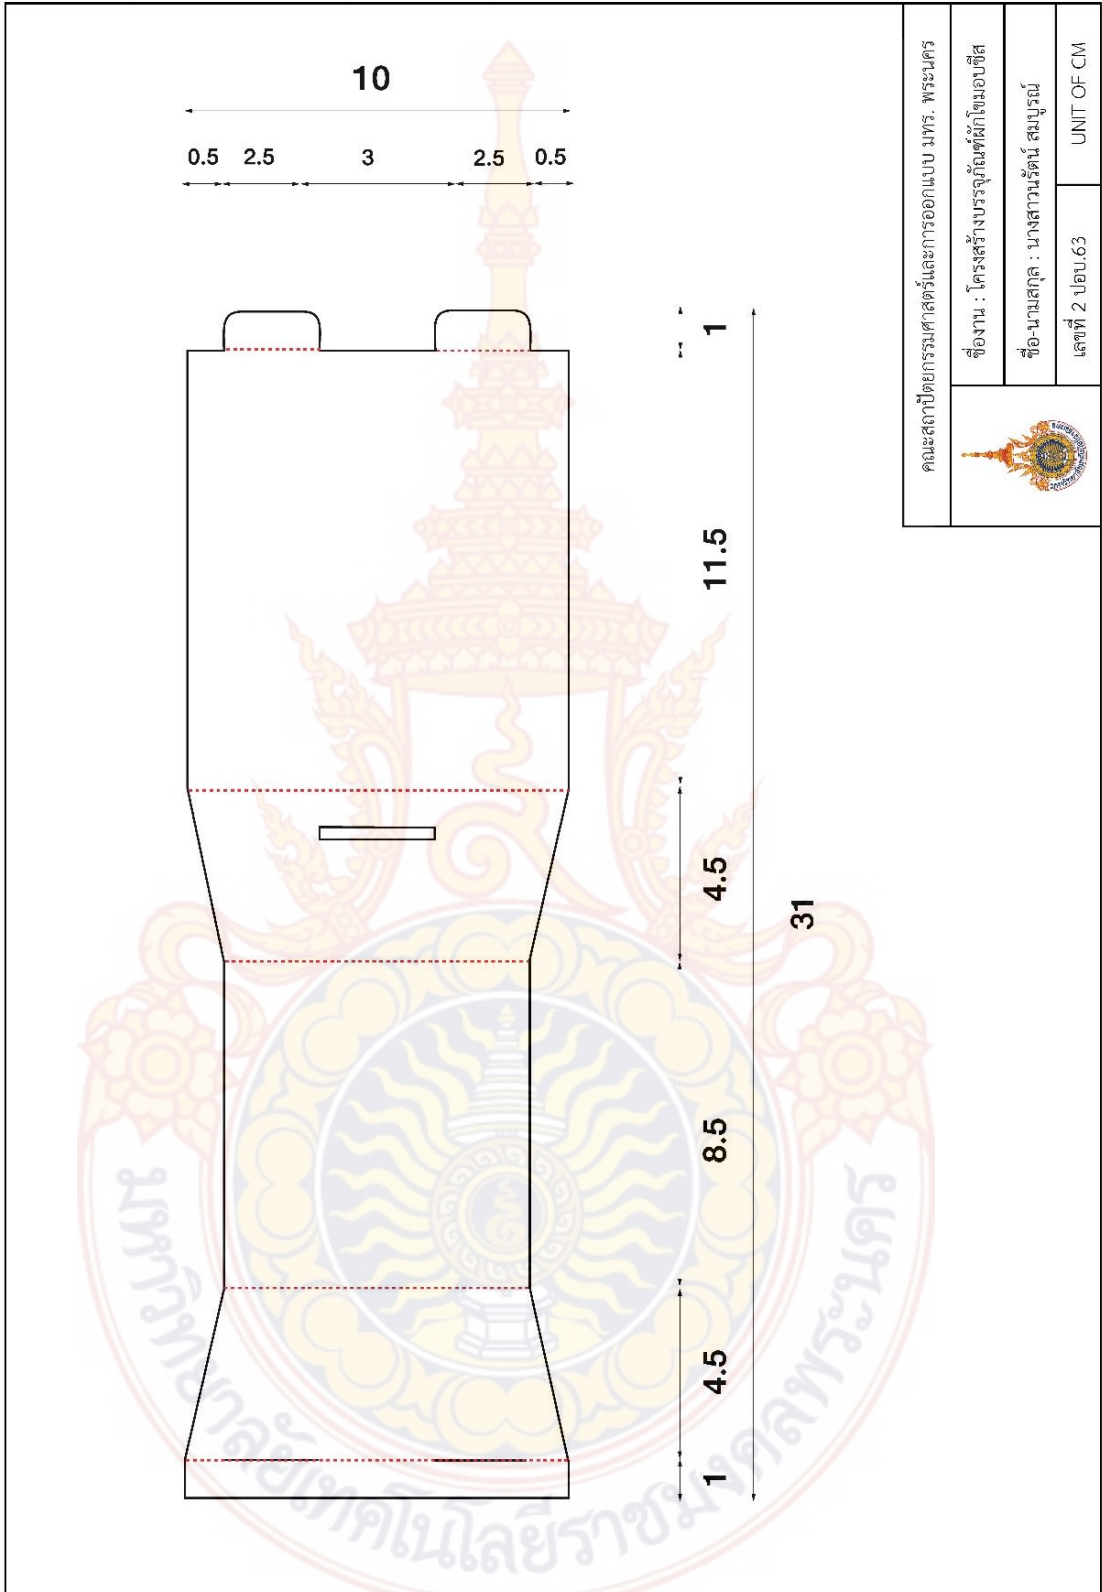 10
0.5 2.5 3 2.5 0.5
1
11.5
4.5
31
8.5
4.5
1
คณะสถาปัตยกรรมศาสตร์และการออกแบบ มทร. พระนคร
ชื่องาน : โครงสร้างบรรจุภัณฑ์ผักโขมอบชีส
ชื่อ-นามสกุล : นางสาวนรัตน์ สมบูรณ์
เลขที่ 2 ปอบ.63
UNIT OF CM
มหาวิทยาลัยเทคโนโลยีราชมงคลพระนคร